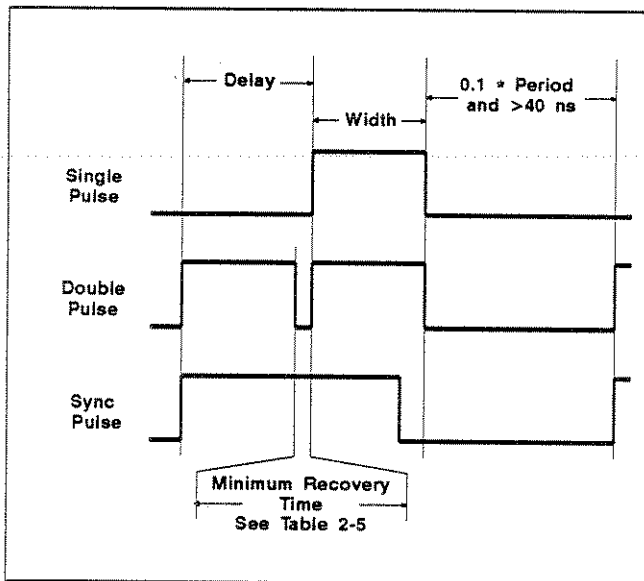 Delay
0.1 * Period
and >40 ns
Width
Single
Pulse
Double
Pulse
Sync
Pulse
Minimum Recovery
Time
See Table 2-5